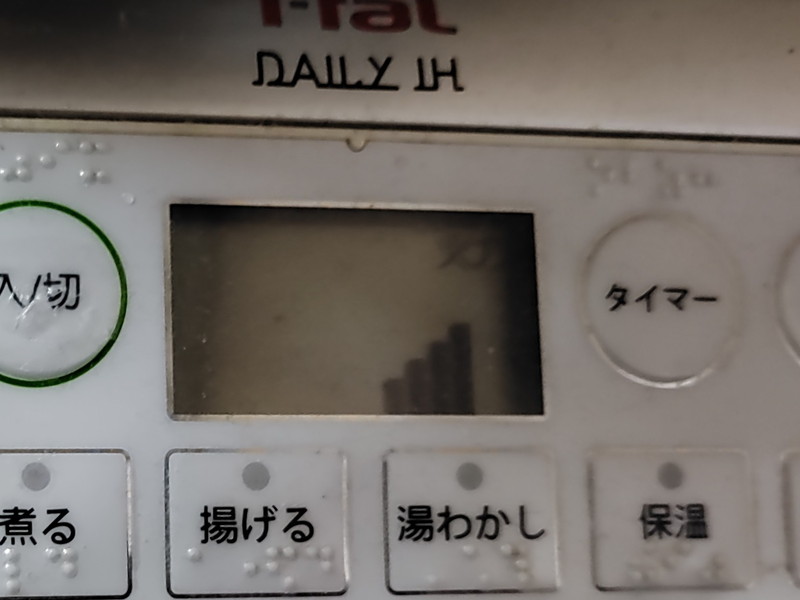 T-fal
DAILY IH
入/切
タイマー
煮る
揚げる
湯わかし
保温